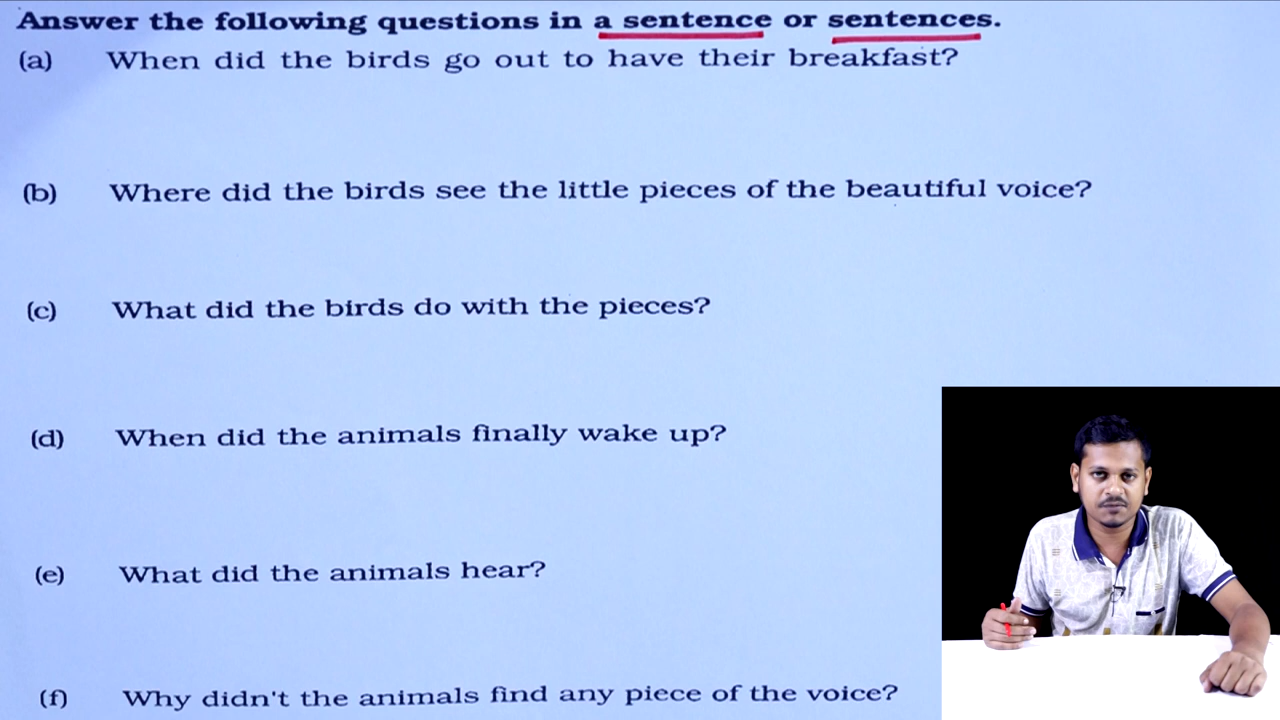 Answer the following questions in a sentence or sentences.
(a) When did the birds go out to have their breakfast?
(b) Where did the birds see the little pieces of the beautiful voice?
(c) What did the birds do with the pieces?
(d) When did the animals finally wake up?
(e) What did the animals hear?
(f) Why didn't the animals find any piece of the voice?